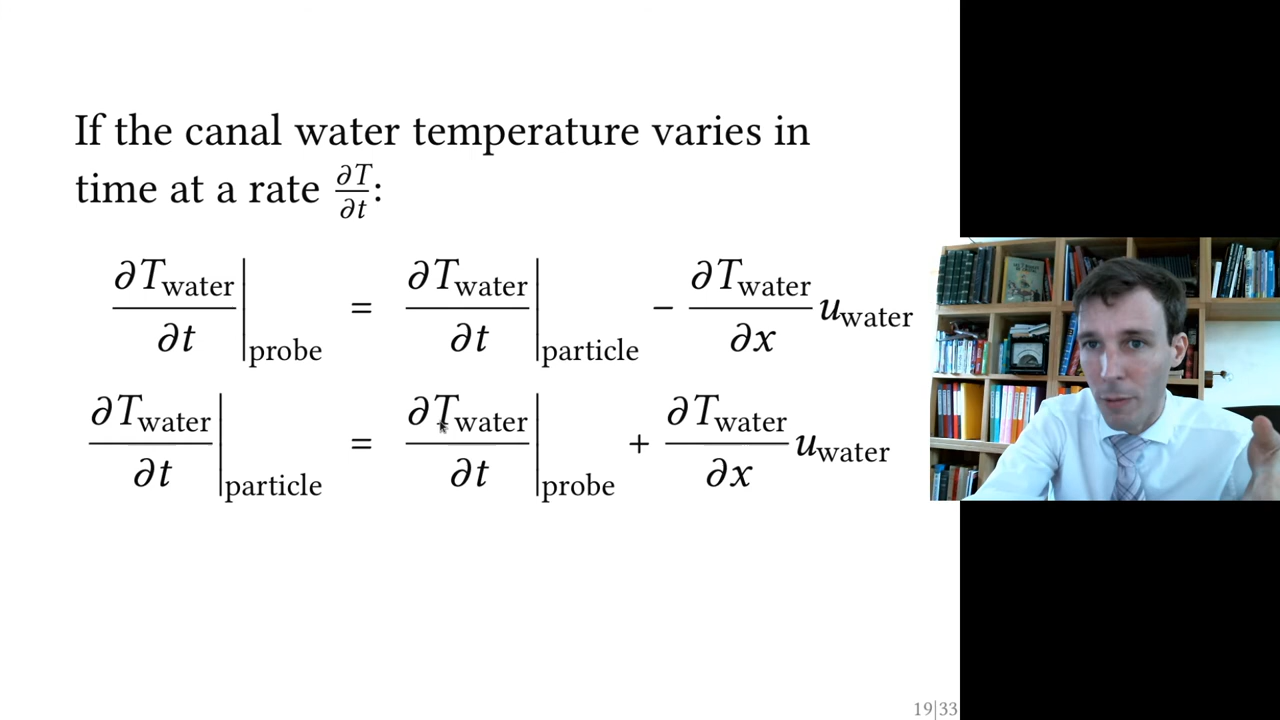 If the canal water temperature varies in
time at a rate ∂T/∂t:
∂T_water/∂t |_probe = ∂T_water/∂t |_particle − ∂T_water/∂x u_water
∂T_water/∂t |_particle = ∂T_water/∂t |_probe + ∂T_water/∂x u_water
19|33